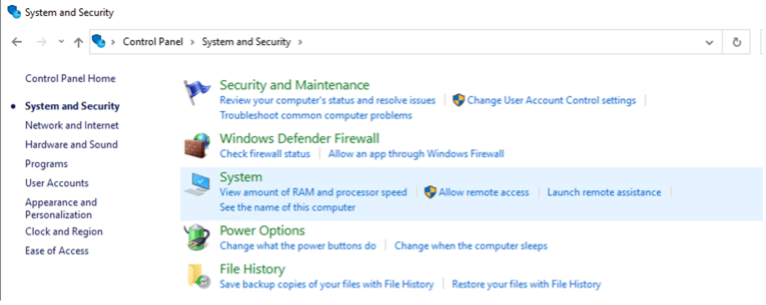 System and Security
Control Panel > System and Security >
Control Panel Home
System and Security
Network and Internet
Hardware and Sound
Programs
User Accounts
Appearance and
Personalization
Clock and Region
Ease of Access
Security and Maintenance
Review your computer's status and resolve issues | Change User Account Control settings |
Troubleshoot common computer problems
Windows Defender Firewall
Check firewall status | Allow an app through Windows Firewall
System
View amount of RAM and processor speed | Allow remote access | Launch remote assistance |
See the name of this computer
Power Options
Change what the power buttons do | Change when the computer sleeps
File History
Save backup copies of your files with File History | Restore your files with File History